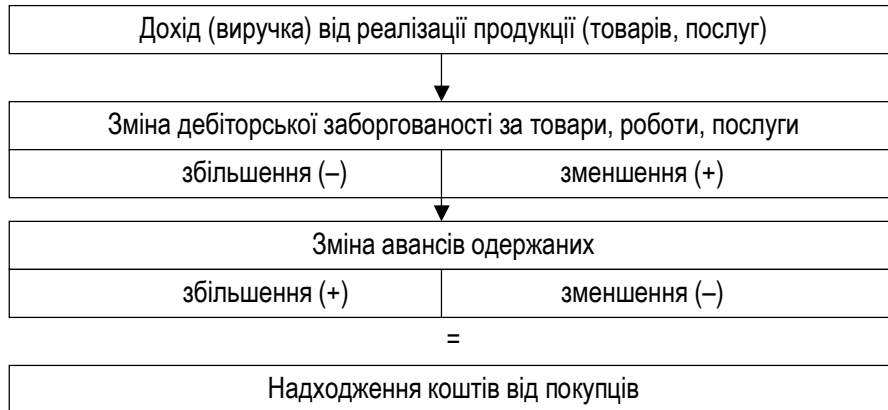 Дохід (виручка) від реалізації продукції (товарів, послуг)
Зміна дебіторської заборгованості за товари, роботи, послуги
збільшення (–) зменшення (+)
Зміна авансів одержаних
збільшення (+) зменшення (–)
=
Надходження коштів від покупців